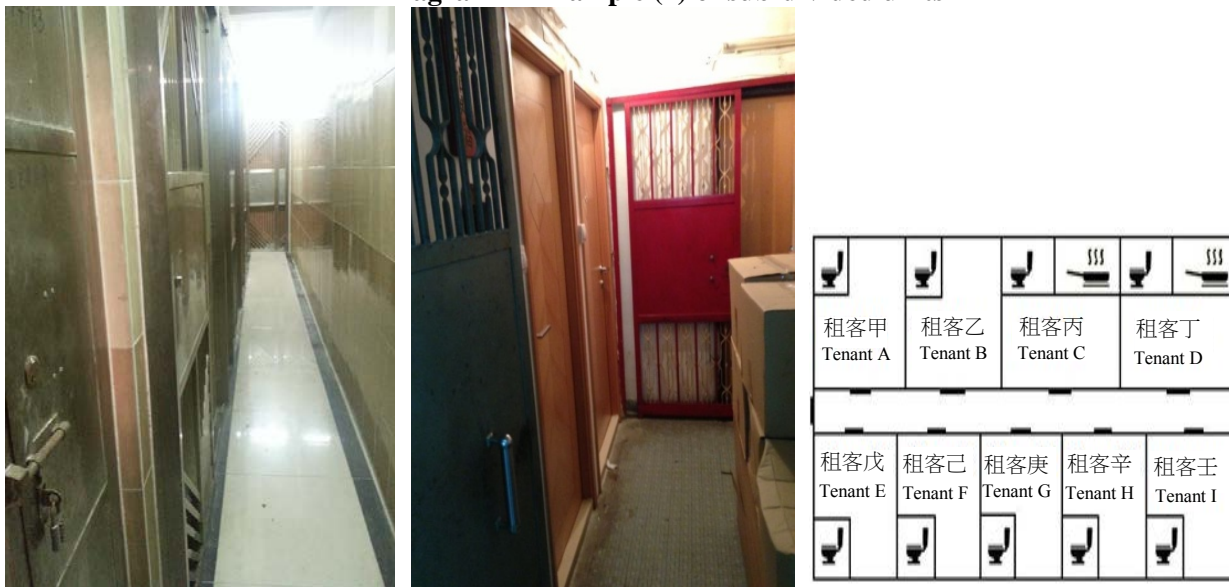 租客甲
Tenant A
租客乙
Tenant B
租客丙
Tenant C
租客丁
Tenant D
租客戊
Tenant E
租客己
Tenant F
租客庚
Tenant G
租客辛
Tenant H
租客壬
Tenant I